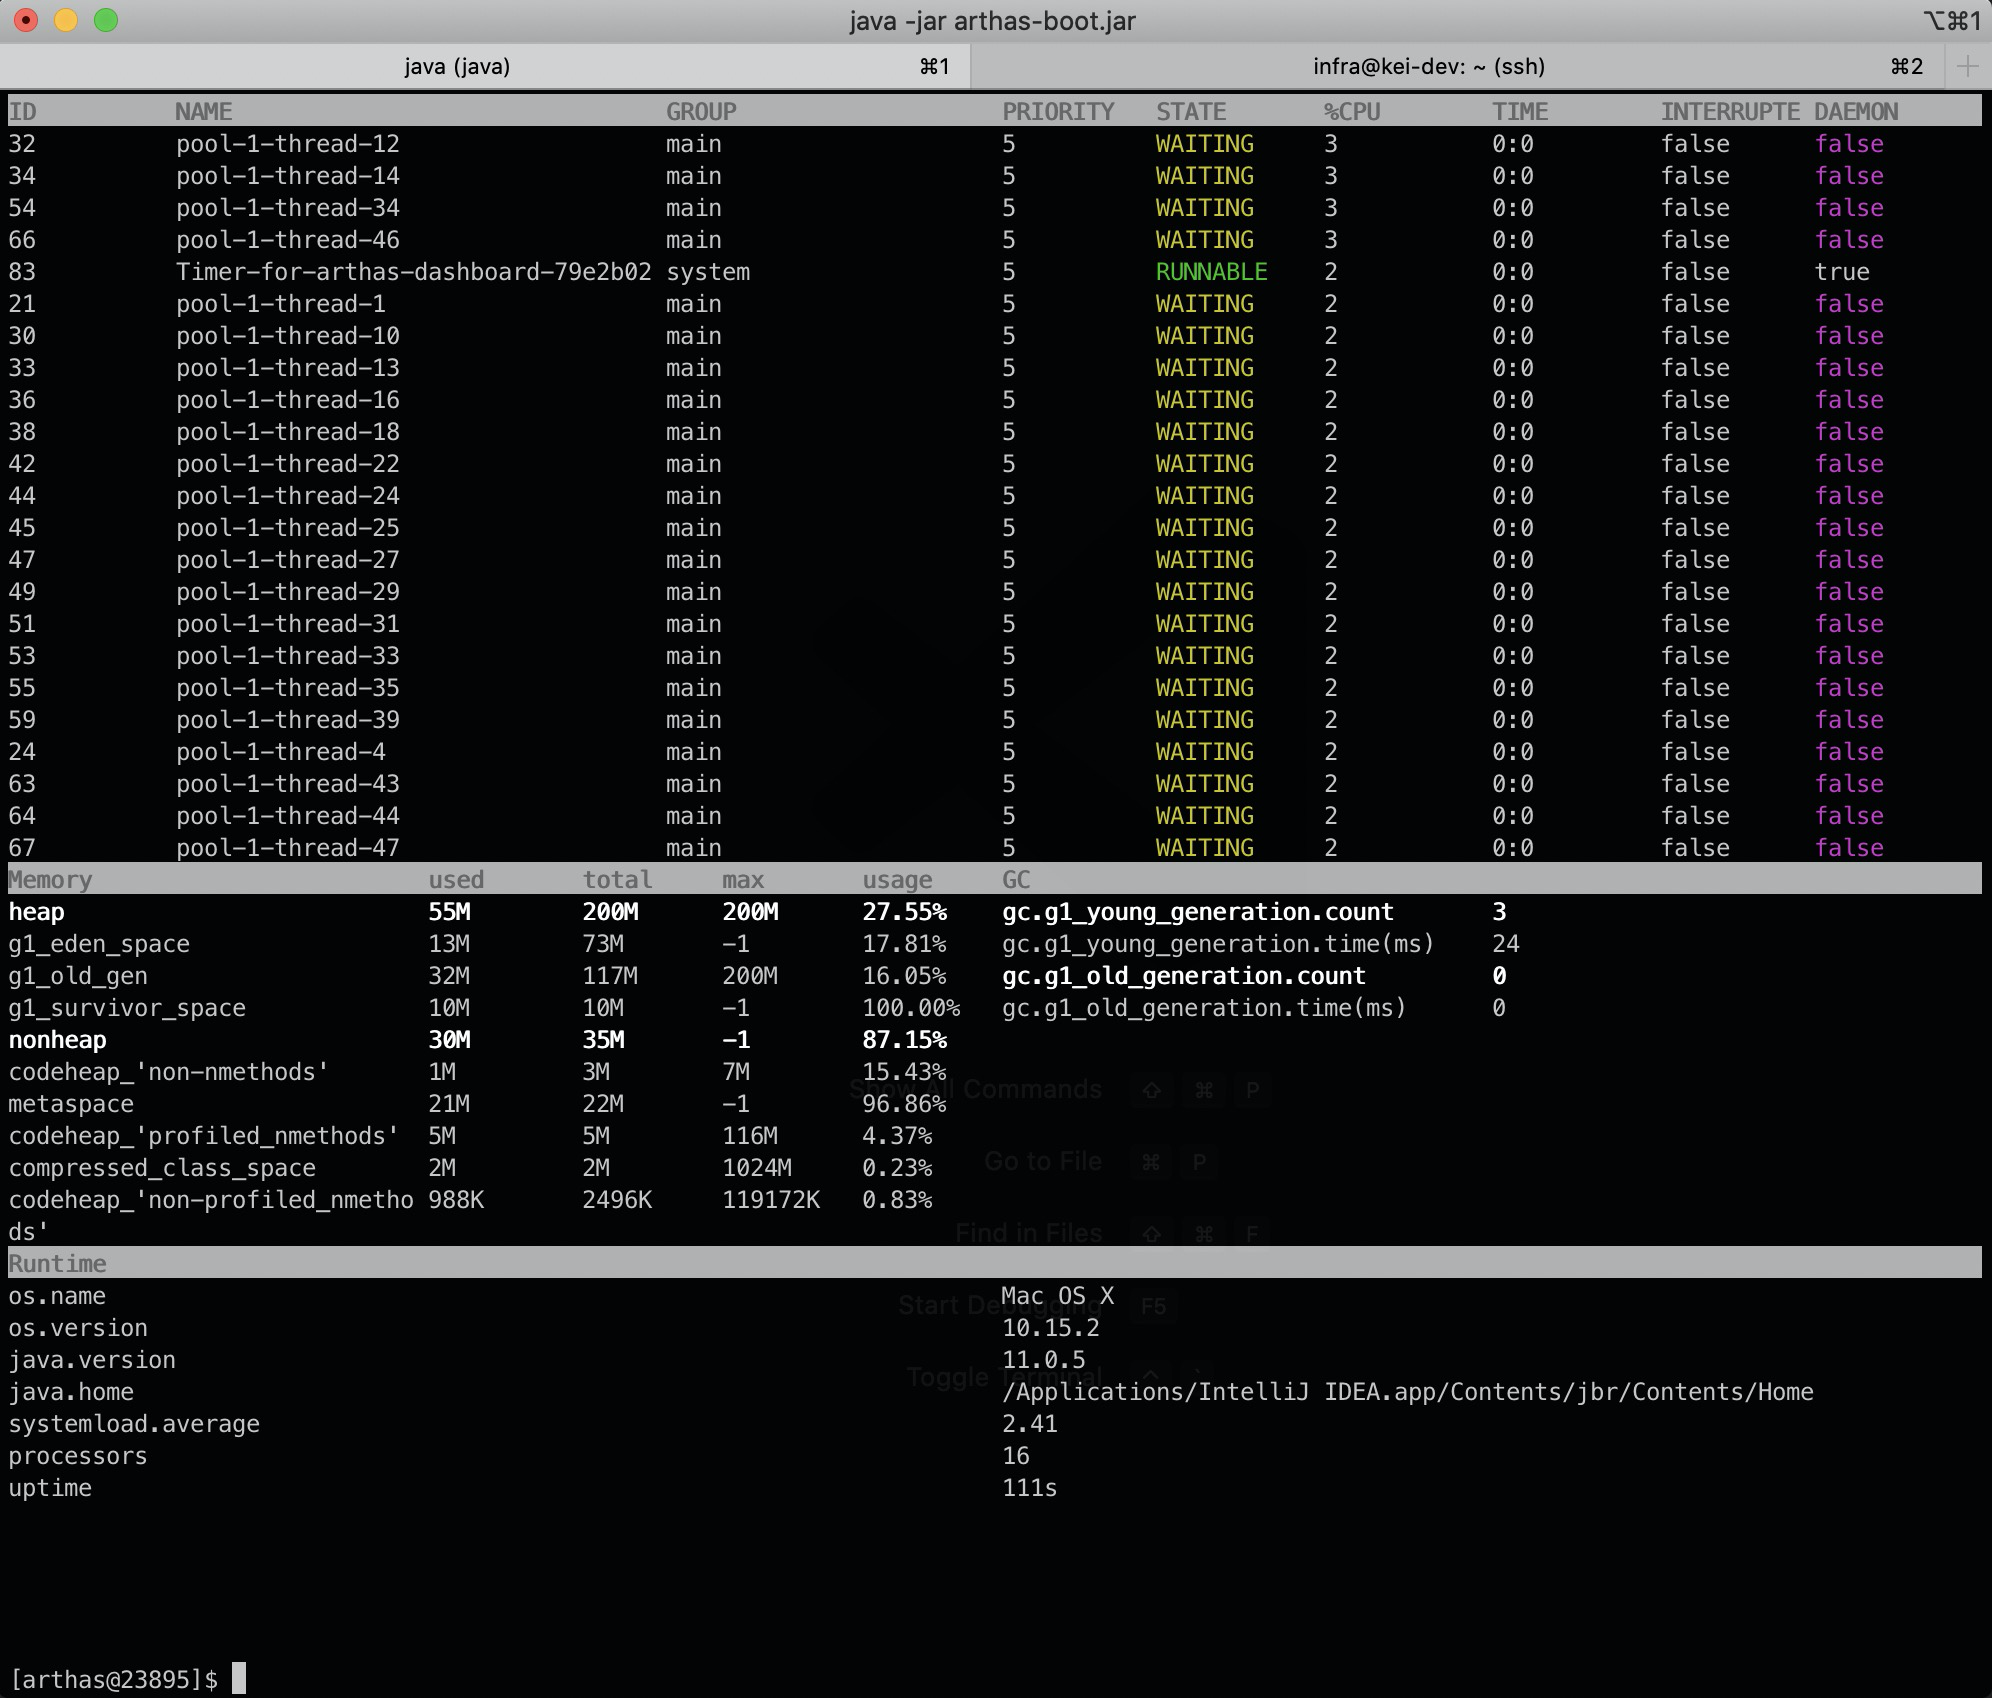 java -jar arthas-boot.jar ⌥⌘1
java (java) ⌘1 infra@kei-dev: ~ (ssh) ⌘2 +
ID NAME GROUP PRIORITY STATE %CPU TIME INTERRUPTE DAEMON
32 pool-1-thread-12 main 5 WAITING 3 0:0 false false
34 pool-1-thread-14 main 5 WAITING 3 0:0 false false
54 pool-1-thread-34 main 5 WAITING 3 0:0 false false
66 pool-1-thread-46 main 5 WAITING 3 0:0 false false
83 Timer-for-arthas-dashboard-79e2b02 system 5 RUNNABLE 2 0:0 false true
21 pool-1-thread-1 main 5 WAITING 2 0:0 false false
30 pool-1-thread-10 main 5 WAITING 2 0:0 false false
33 pool-1-thread-13 main 5 WAITING 2 0:0 false false
36 pool-1-thread-16 main 5 WAITING 2 0:0 false false
38 pool-1-thread-18 main 5 WAITING 2 0:0 false false
42 pool-1-thread-22 main 5 WAITING 2 0:0 false false
44 pool-1-thread-24 main 5 WAITING 2 0:0 false false
45 pool-1-thread-25 main 5 WAITING 2 0:0 false false
47 pool-1-thread-27 main 5 WAITING 2 0:0 false false
49 pool-1-thread-29 main 5 WAITING 2 0:0 false false
51 pool-1-thread-31 main 5 WAITING 2 0:0 false false
53 pool-1-thread-33 main 5 WAITING 2 0:0 false false
55 pool-1-thread-35 main 5 WAITING 2 0:0 false false
59 pool-1-thread-39 main 5 WAITING 2 0:0 false false
24 pool-1-thread-4 main 5 WAITING 2 0:0 false false
63 pool-1-thread-43 main 5 WAITING 2 0:0 false false
64 pool-1-thread-44 main 5 WAITING 2 0:0 false false
67 pool-1-thread-47 main 5 WAITING 2 0:0 false false
Memory used total max usage GC
heap 55M 200M 200M 27.55% gc.g1_young_generation.count 3
g1_eden_space 13M 73M -1 17.81% gc.g1_young_generation.time(ms) 24
g1_old_gen 32M 117M 200M 16.05% gc.g1_old_generation.count 0
g1_survivor_space 10M 10M -1 100.00% gc.g1_old_generation.time(ms) 0
nonheap 30M 35M -1 87.15%
codeheap_'non-nmethods' 1M 3M 7M 15.43%
Show All Commands ⇧ ⌘ P
metaspace 21M 22M -1 96.86%
codeheap_'profiled_nmethods' 5M 5M 116M 4.37%
Go to File ⌘ P
compressed_class_space 2M 2M 1024M 0.23%
codeheap_'non-profiled_nmetho 988K 2496K 119172K 0.83%
ds'
Find in Files ⇧ ⌘ F
Runtime
os.name Mac OS X
Start Debugging F5
os.version 10.15.2
java.version 11.0.5
Toggle Terminal ^ `
java.home /Applications/IntelliJ IDEA.app/Contents/jbr/Contents/Home
systemload.average 2.41
processors 16
uptime 111s
[arthas@23895]$